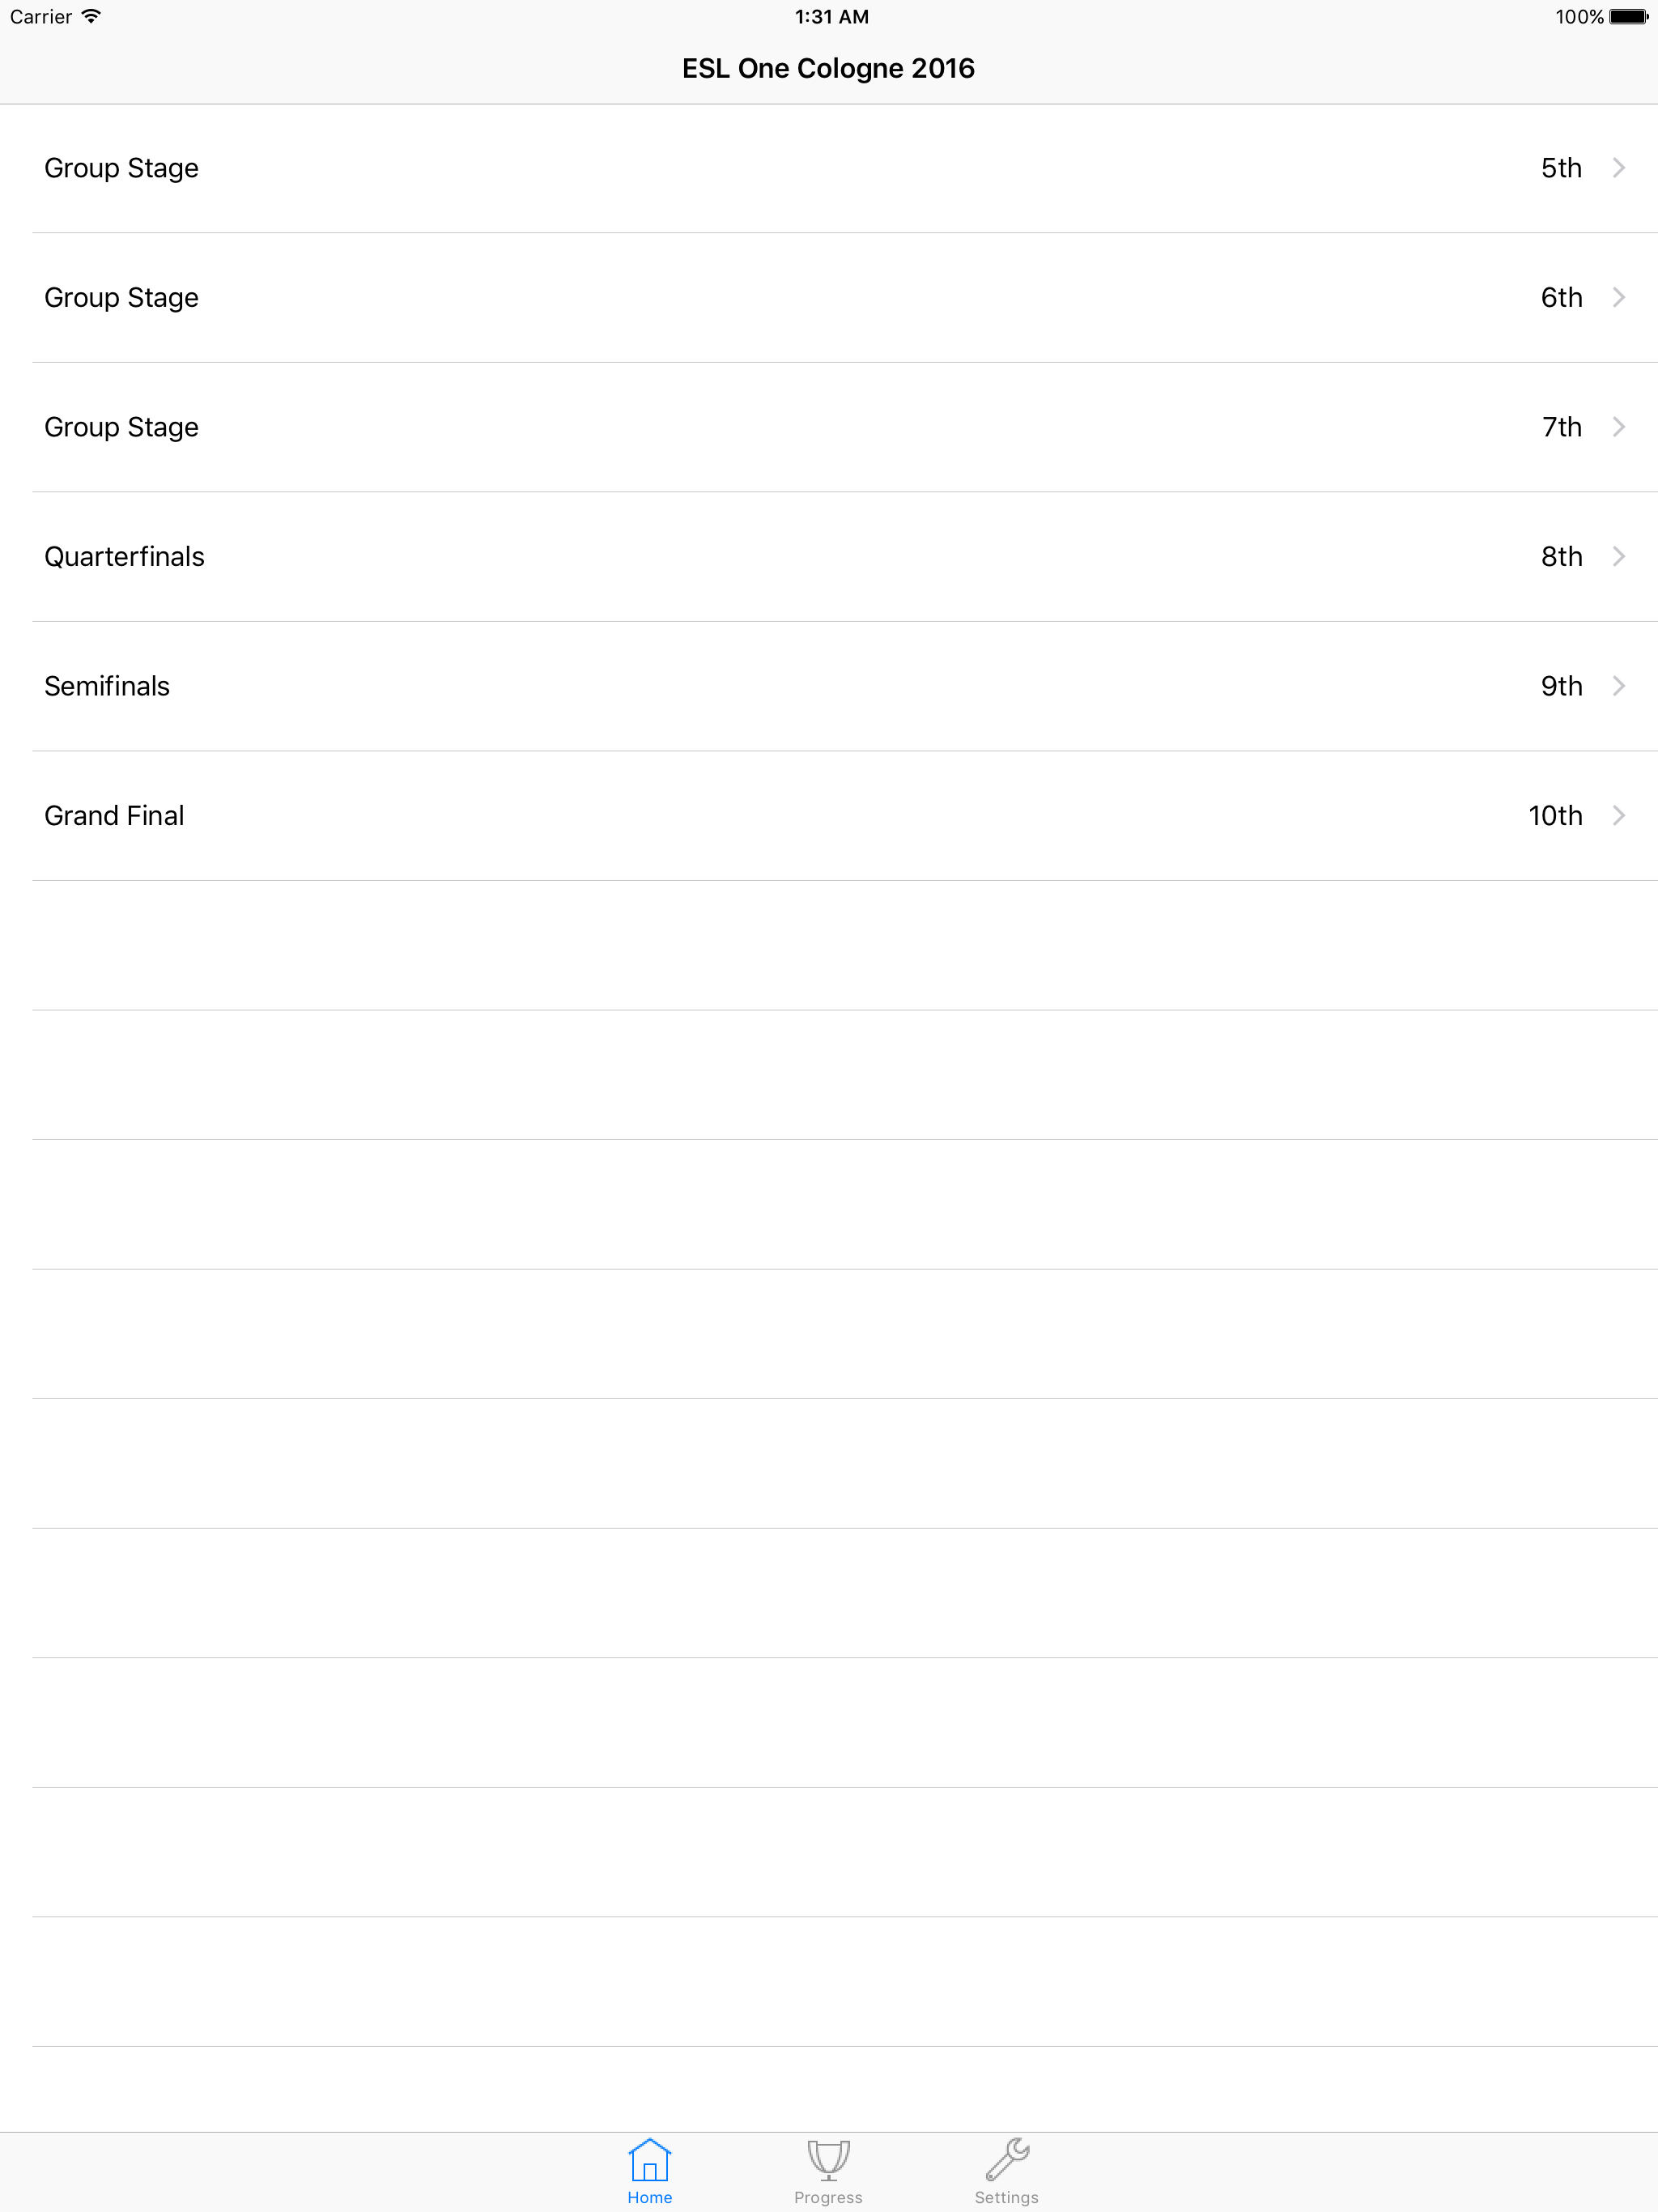 Carrier 1:31 AM 100%
ESL One Cologne 2016
Group Stage 5th
Group Stage 6th
Group Stage 7th
Quarterfinals 8th
Semifinals 9th
Grand Final 10th
Home Progress Settings